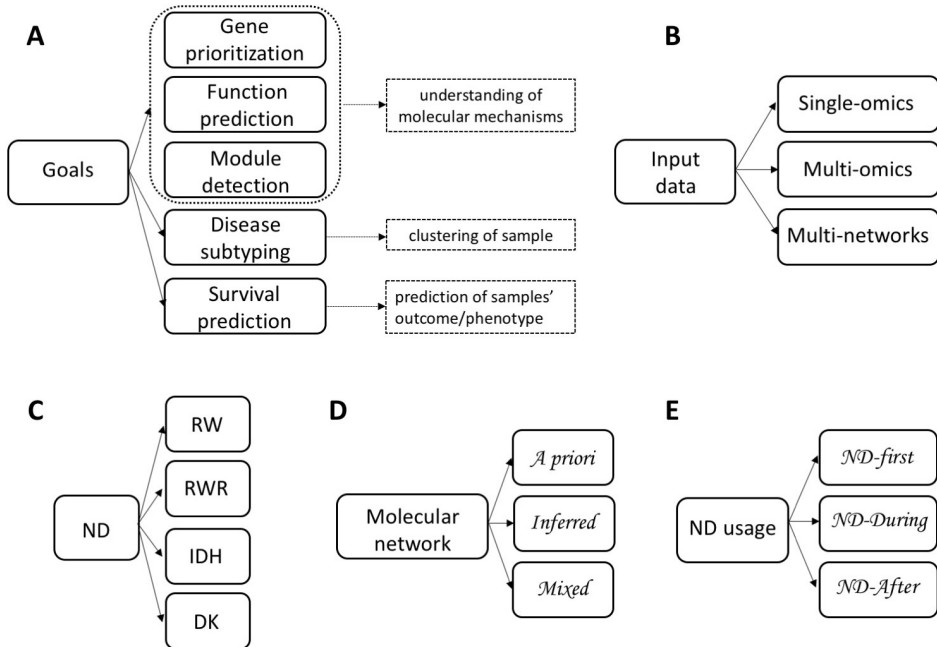 A
Goals
Gene
prioritization
Function
prediction
Module
detection
Disease
subtyping
Survival
prediction
understanding of
molecular mechanisms
clustering of sample
prediction of samples'
outcome/phenotype
B
Input
data
Single-omics
Multi-omics
Multi-networks
C
ND
RW
RWR
IDH
DK
D
Molecular
network
A priori
Inferred
Mixed
E
ND usage
ND-first
ND-During
ND-After